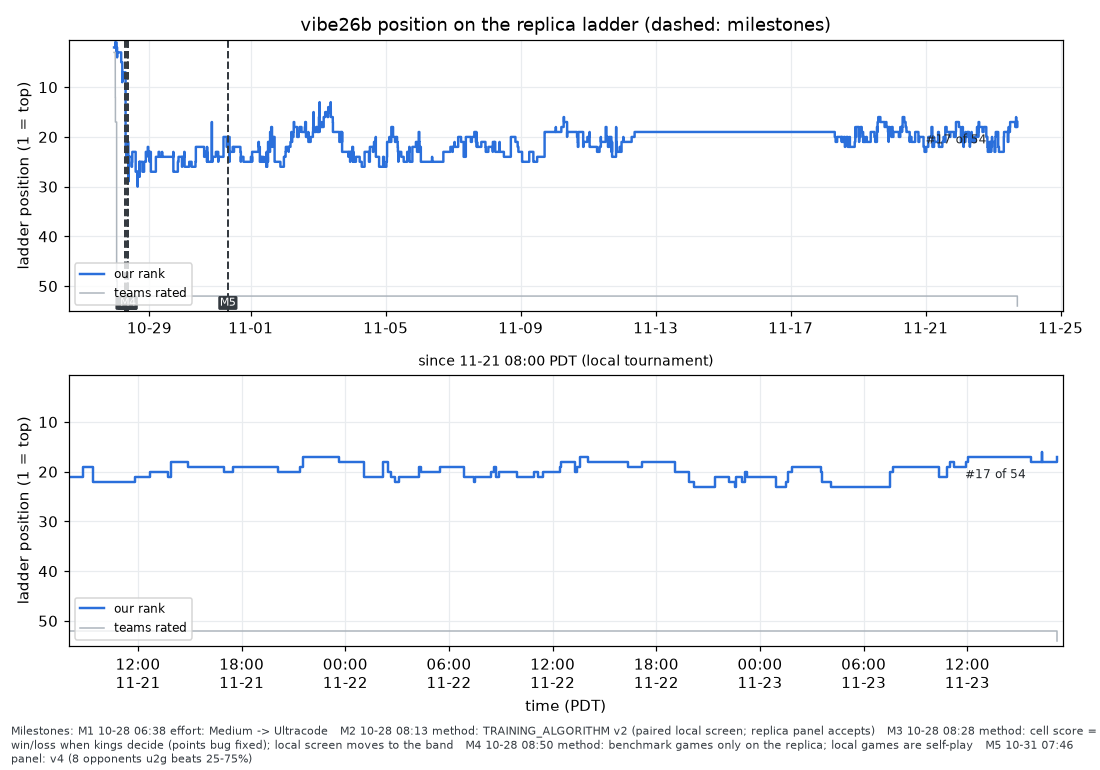 vibe26b position on the replica ladder (dashed: milestones)
ladder position (1 = top)
10
20
30
40
50
#17 of 54
our rank
teams rated
M5
10-29
11-01
11-05
11-09
11-13
11-17
11-21
11-25
since 11-21 08:00 PDT (local tournament)
ladder position (1 = top)
10
20
30
40
50
#17 of 54
our rank
teams rated
12:00
11-21
18:00
11-21
00:00
11-22
06:00
11-22
12:00
11-22
18:00
11-22
00:00
11-23
06:00
11-23
12:00
11-23
time (PDT)
Milestones: M1 10-28 06:38 effort: Medium -> Ultracode M2 10-28 08:13 method: TRAINING_ALGORITHM v2 (paired local screen; replica panel accepts) M3 10-28 08:28 method: cell score =
win/loss when kings decide (points bug fixed); local screen moves to the band M4 10-28 08:50 method: benchmark games only on the replica; local games are self-play M5 10-31 07:46
panel: v4 (8 opponents u2g beats 25-75%)